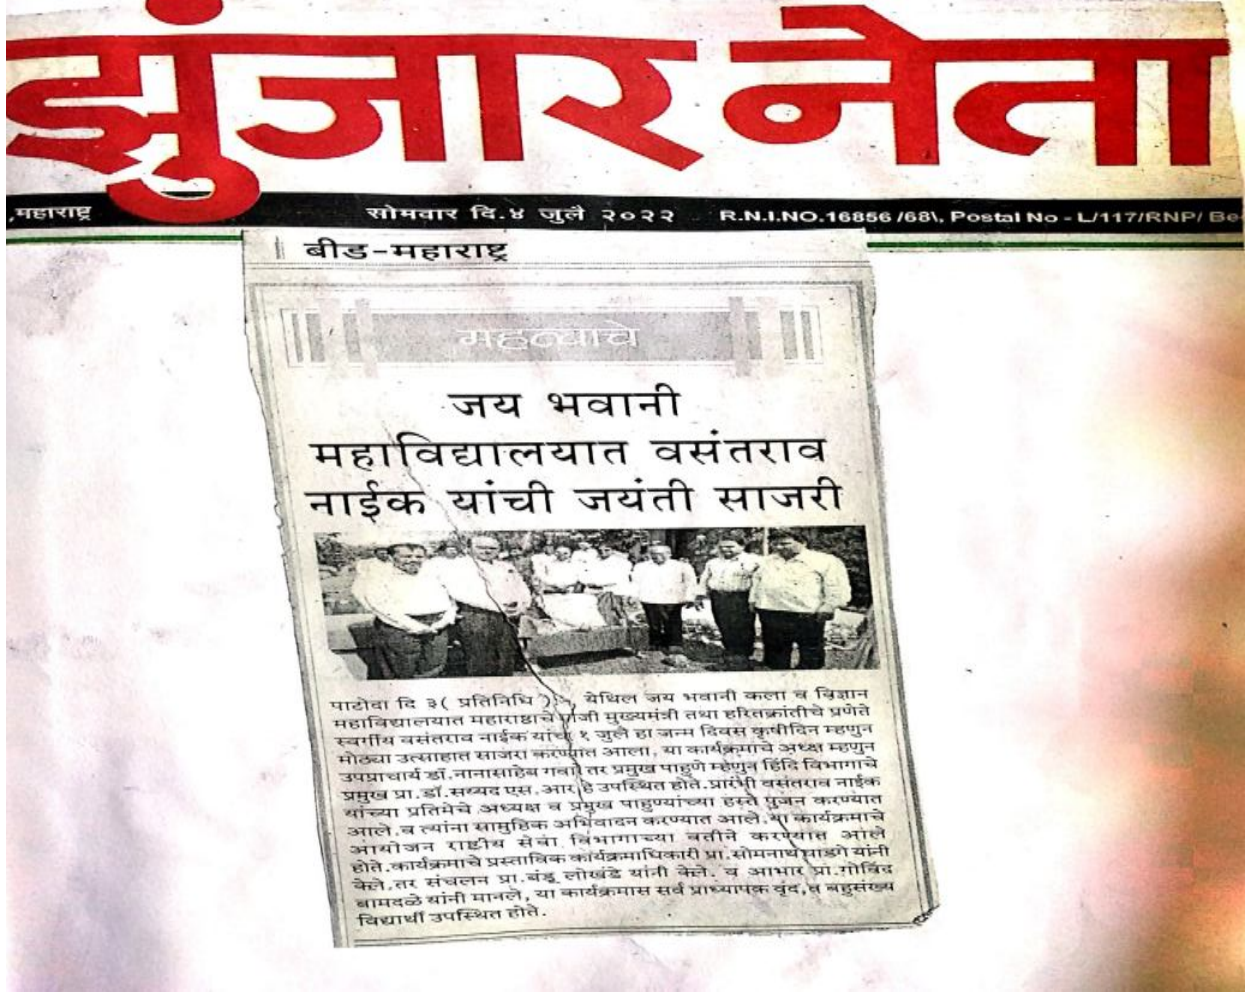 झुंजार नेता
,महाराष्ट्र सोमवार दि.४ जुलै २०२२ R.N.I.NO.16856 /68\, Postal No - L/117/RNP/ Be
बीड-महाराष्ट्र
महत्वाचे
जय भवानी
महाविद्यालयात वसंतराव
नाईक यांची जयंती साजरी
पाटोदा दि ३( प्रतिनिधि ) येथिल जय भवानी कला व विज्ञान
महाविद्यालयात महाराष्ट्राचे माजी मुख्यमंत्री तथा हरितक्रांतीचे प्रणेते
स्वर्गीय वसंतराव नाईक यांचा १ जुलै हा जन्म दिवस कृषीदिन म्हणुन
मोठ्या उत्साहात साजरा करण्यात आला, या कार्यक्रमाचे अध्यक्ष म्हणुन
उपप्राचार्य डॉ.नानासाहेब तर प्रमुख पाहुणे म्हणुन हिंदि विभागाचे
प्रमुख प्रा.डॉ.सय्यद एस.आर हे उपस्थित होते.प्रारंभी वसंतराव नाईक
यांच्या प्रतिमेचे अध्यक्ष व प्रमुख पाहुण्यांच्या हस्ते पुजन करण्यात
आले.व त्यांना सामुहिक अभिवादन करण्यात आले.या कार्यक्रमाचे
आयोजन राष्ट्रीय सेवा विभागाच्या वतीने करण्यात आले
होते.कार्यक्रमाचे प्रस्ताविक कार्यक्रमाधिकारी प्रा.सोमनाथ यांनी
केले,तर संचलन प्रा.बंडू लोखंडे यांनी केले. व आभार प्रा.गोविंद
बामदळे यांनी मानले, या कार्यक्रमास सर्व प्राध्यापक वृंद,व बहुसंख्य
विद्यार्थी उपस्थित होते.